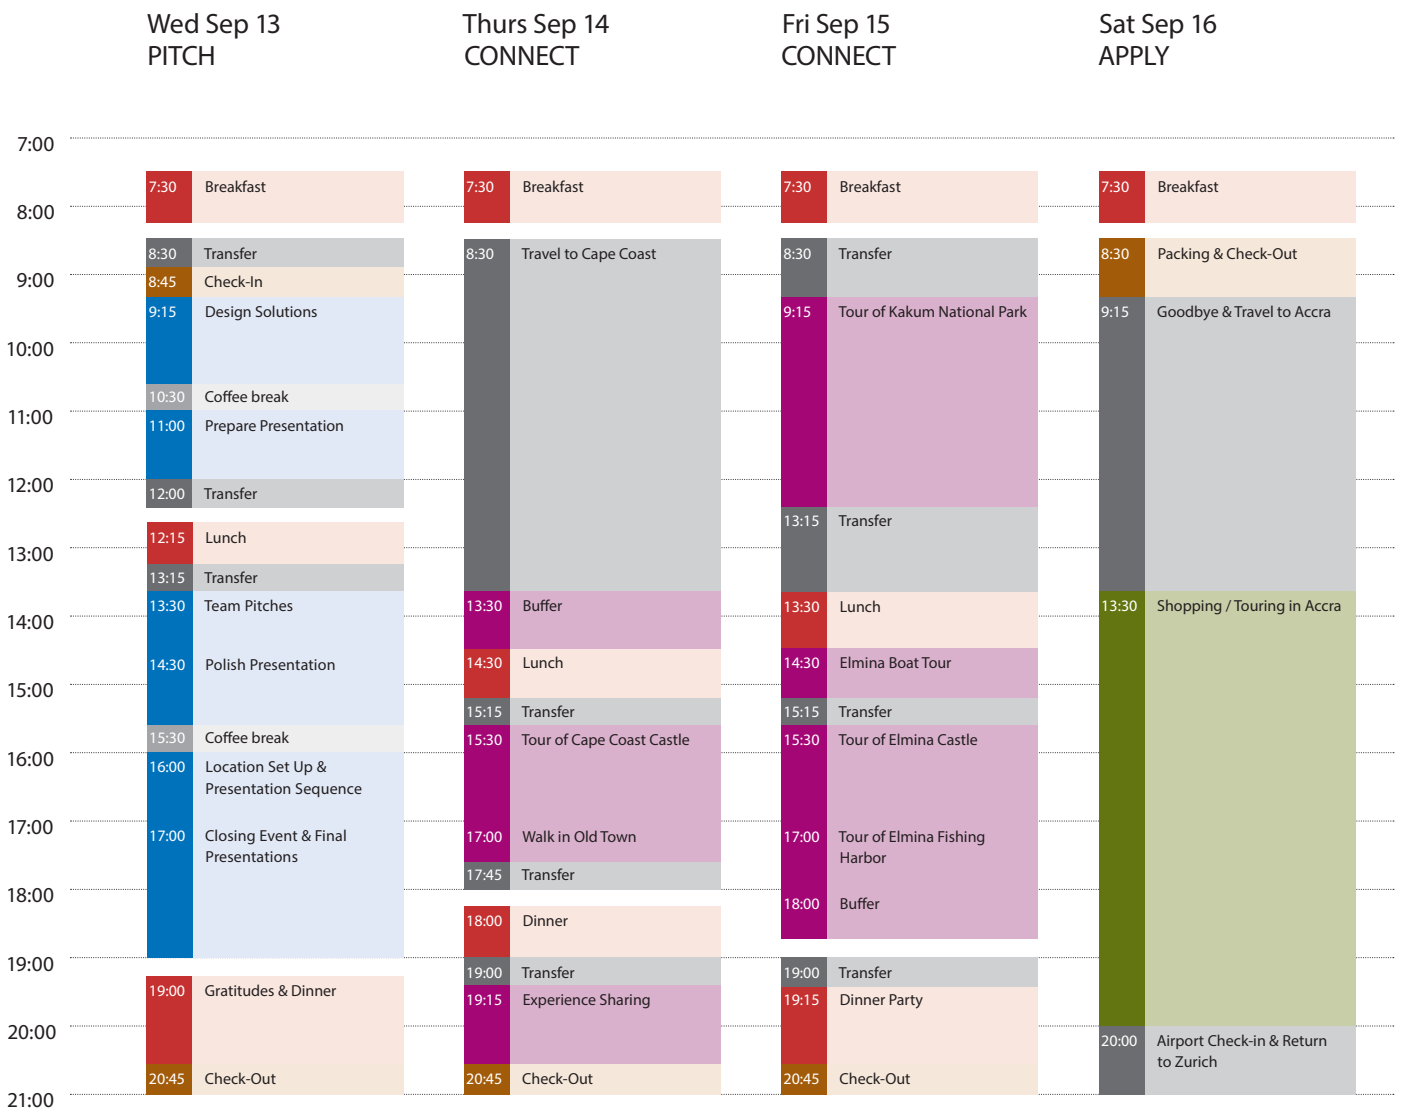 Wed Sep 13
PITCH
Thurs Sep 14
CONNECT
Fri Sep 15
CONNECT
Sat Sep 16
APPLY
7:00
8:00
9:00
10:00
11:00
12:00
13:00
14:00
15:00
16:00
17:00
18:00
19:00
20:00
21:00
7:30 Breakfast
8:30 Transfer
8:45 Check-In
9:15 Design Solutions
10:30 Coffee break
11:00 Prepare Presentation
12:00 Transfer
12:15 Lunch
13:15 Transfer
13:30 Team Pitches
14:30 Polish Presentation
15:30 Coffee break
16:00 Location Set Up &
Presentation Sequence
17:00 Closing Event & Final
Presentations
19:00 Gratitudes & Dinner
20:45 Check-Out
7:30 Breakfast
8:30 Travel to Cape Coast
13:30 Buffer
14:30 Lunch
15:15 Transfer
15:30 Tour of Cape Coast Castle
17:00 Walk in Old Town
17:45 Transfer
18:00 Dinner
19:00 Transfer
19:15 Experience Sharing
20:45 Check-Out
7:30 Breakfast
8:30 Transfer
9:15 Tour of Kakum National Park
13:15 Transfer
13:30 Lunch
14:30 Elmina Boat Tour
15:15 Transfer
15:30 Tour of Elmina Castle
17:00 Tour of Elmina Fishing
Harbor
18:00 Buffer
19:00 Transfer
19:15 Dinner Party
20:45 Check-Out
7:30 Breakfast
8:30 Packing & Check-Out
9:15 Goodbye & Travel to Accra
13:30 Shopping / Touring in Accra
20:00 Airport Check-in & Return
to Zurich